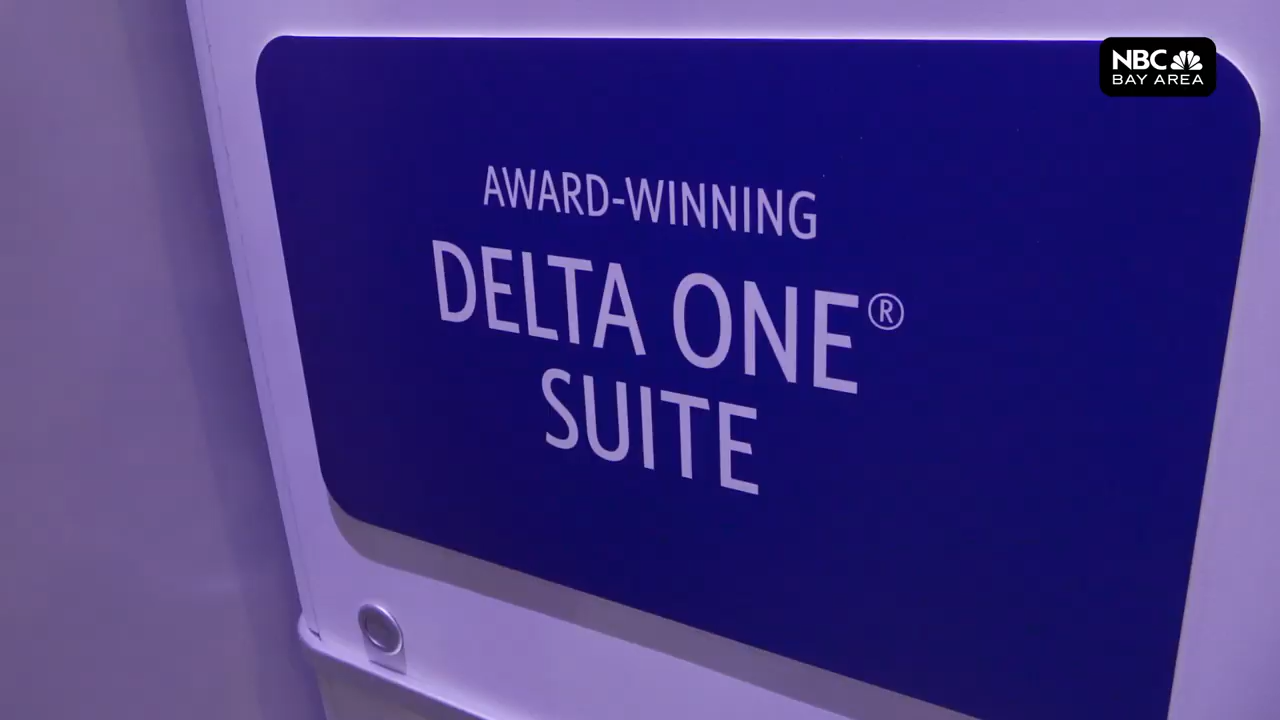 NBC
BAY AREA
AWARD-WINNING
DELTA ONE®
SUITE